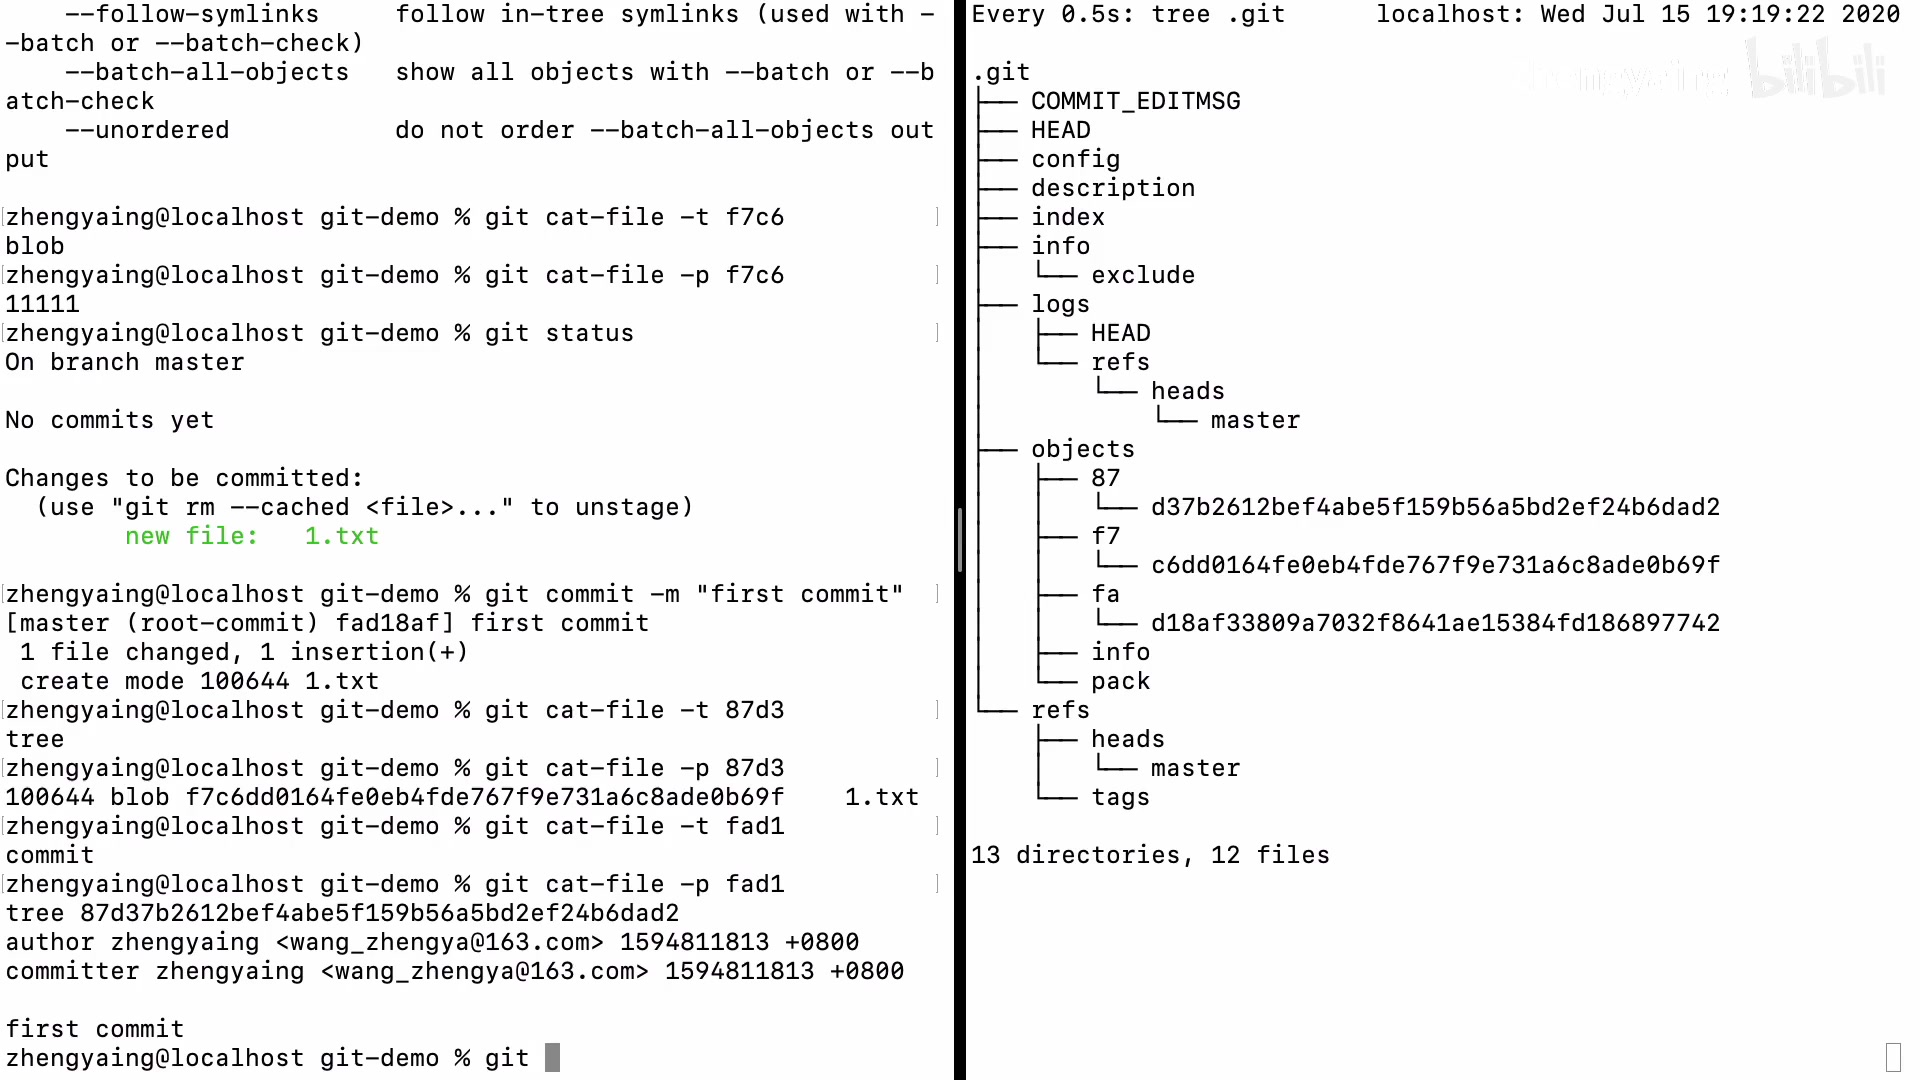 --follow-symlinks     follow in-tree symlinks (used with -
-batch or --batch-check)
    --batch-all-objects   show all objects with --batch or --b
atch-check
    --unordered           do not order --batch-all-objects out
put
zhengyaing@localhost git-demo % git cat-file -t f7c6
blob
zhengyaing@localhost git-demo % git cat-file -p f7c6
11111
zhengyaing@localhost git-demo % git status
On branch master
No commits yet
Changes to be committed:
  (use "git rm --cached <file>..." to unstage)
        new file:   1.txt
zhengyaing@localhost git-demo % git commit -m "first commit"
[master (root-commit) fad18af] first commit
 1 file changed, 1 insertion(+)
 create mode 100644 1.txt
zhengyaing@localhost git-demo % git cat-file -t 87d3
tree
zhengyaing@localhost git-demo % git cat-file -p 87d3
100644 blob f7c6dd0164fe0eb4fde767f9e731a6c8ade0b69f    1.txt
zhengyaing@localhost git-demo % git cat-file -t fad1
commit
zhengyaing@localhost git-demo % git cat-file -p fad1
tree 87d37b2612bef4abe5f159b56a5bd2ef24b6dad2
author zhengyaing <wang_zhengya@163.com> 1594811813 +0800
committer zhengyaing <wang_zhengya@163.com> 1594811813 +0800
first commit
zhengyaing@localhost git-demo % git
Every 0.5s: tree .git      localhost: Wed Jul 15 19:19:22 2020
zhengyaing bilibili
.git
├── COMMIT_EDITMSG
├── HEAD
├── config
├── description
├── index
├── info
│   └── exclude
├── logs
│   ├── HEAD
│   └── refs
│       └── heads
│           └── master
├── objects
│   ├── 87
│   │   └── d37b2612bef4abe5f159b56a5bd2ef24b6dad2
│   ├── f7
│   │   └── c6dd0164fe0eb4fde767f9e731a6c8ade0b69f
│   ├── fa
│   │   └── d18af33809a7032f8641ae15384fd186897742
│   ├── info
│   └── pack
└── refs
    ├── heads
    │   └── master
    └── tags
13 directories, 12 files